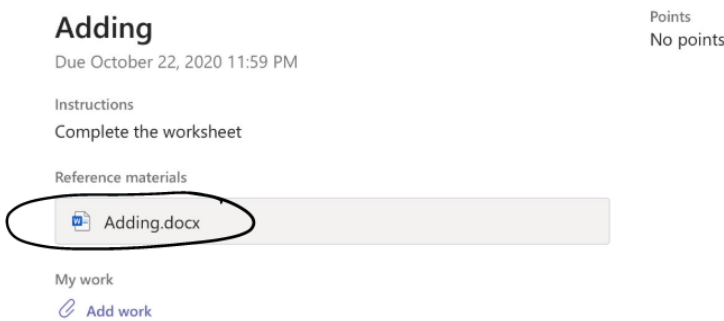 Adding
Due October 22, 2020 11:59 PM
Points
No points
Instructions
Complete the worksheet
Reference materials
Adding.docx
My work
Add work